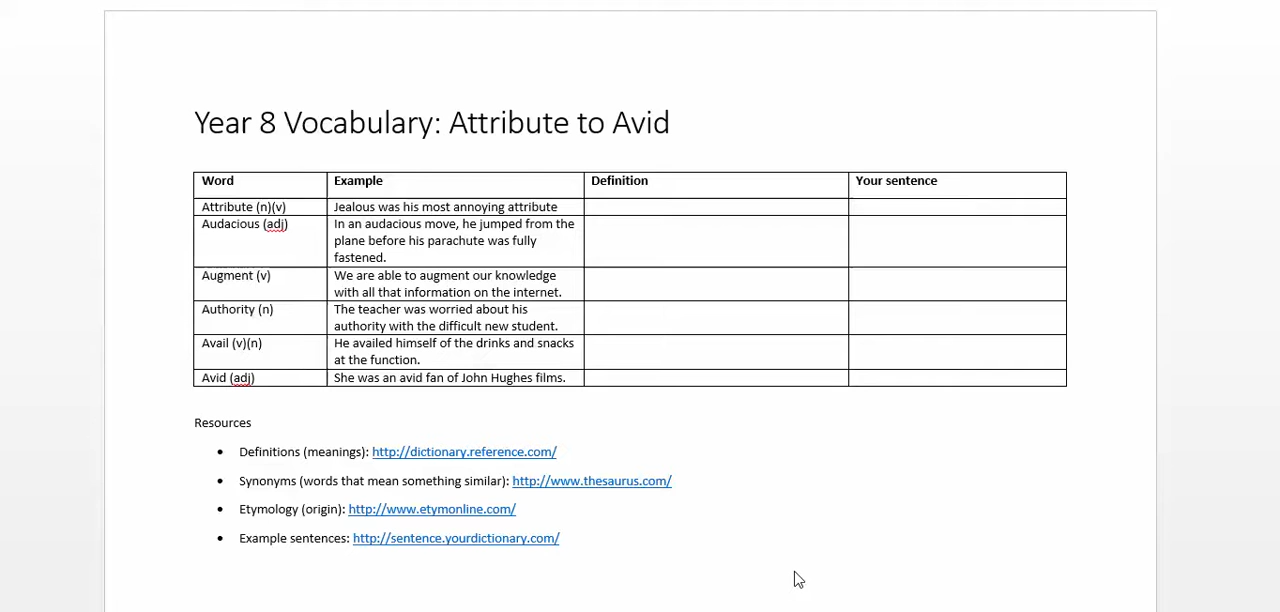 Year 8 Vocabulary: Attribute to Avid
Word Example Definition Your sentence
Attribute (n)(v) Jealous was his most annoying attribute
Audacious (adj) In an audacious move, he jumped from the
plane before his parachute was fully
fastened.
Augment (v) We are able to augment our knowledge
with all that information on the internet.
Authority (n) The teacher was worried about his
authority with the difficult new student.
Avail (v)(n) He availed himself of the drinks and snacks
at the function.
Avid (adj) She was an avid fan of John Hughes films.
Resources
• Definitions (meanings): http://dictionary.reference.com/
• Synonyms (words that mean something similar): http://www.thesaurus.com/
• Etymology (origin): http://www.etymonline.com/
• Example sentences: http://sentence.yourdictionary.com/